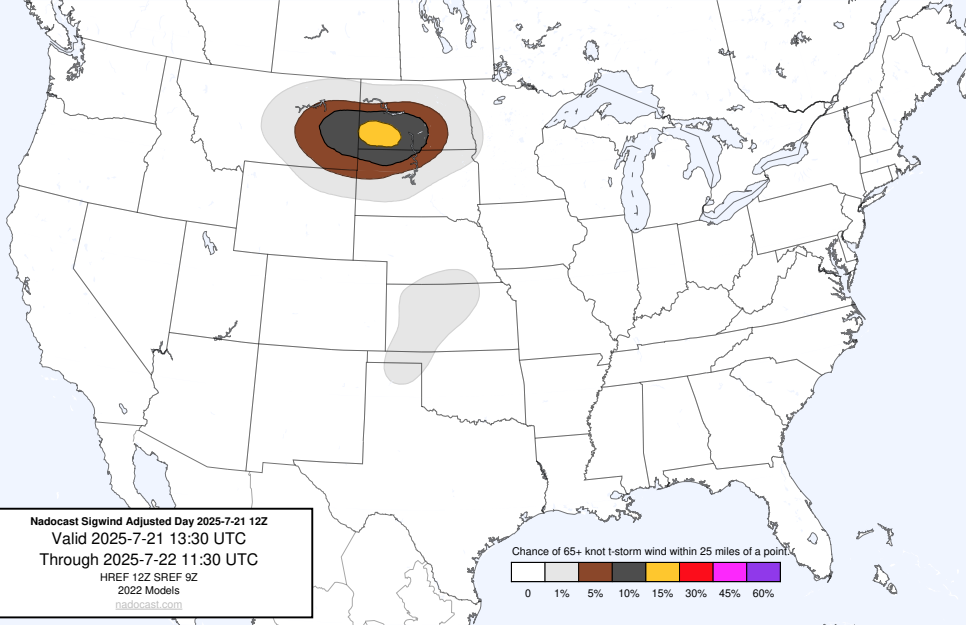 Nadocast Sigwind Adjusted Day 2025-7-21 12Z
Valid 2025-7-21 13:30 UTC
Through 2025-7-22 11:30 UTC
HREF 12Z SREF 9Z
2022 Models
nadocast.com
Chance of 65+ knot t-storm wind within 25 miles of a point.
0 1% 5% 10% 15% 30% 45% 60%